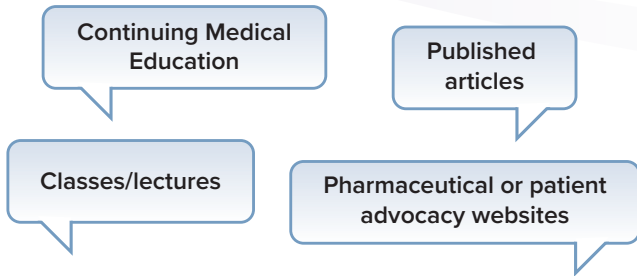 Continuing Medical
Education
Published
articles
Classes/lectures
Pharmaceutical or patient
advocacy websites